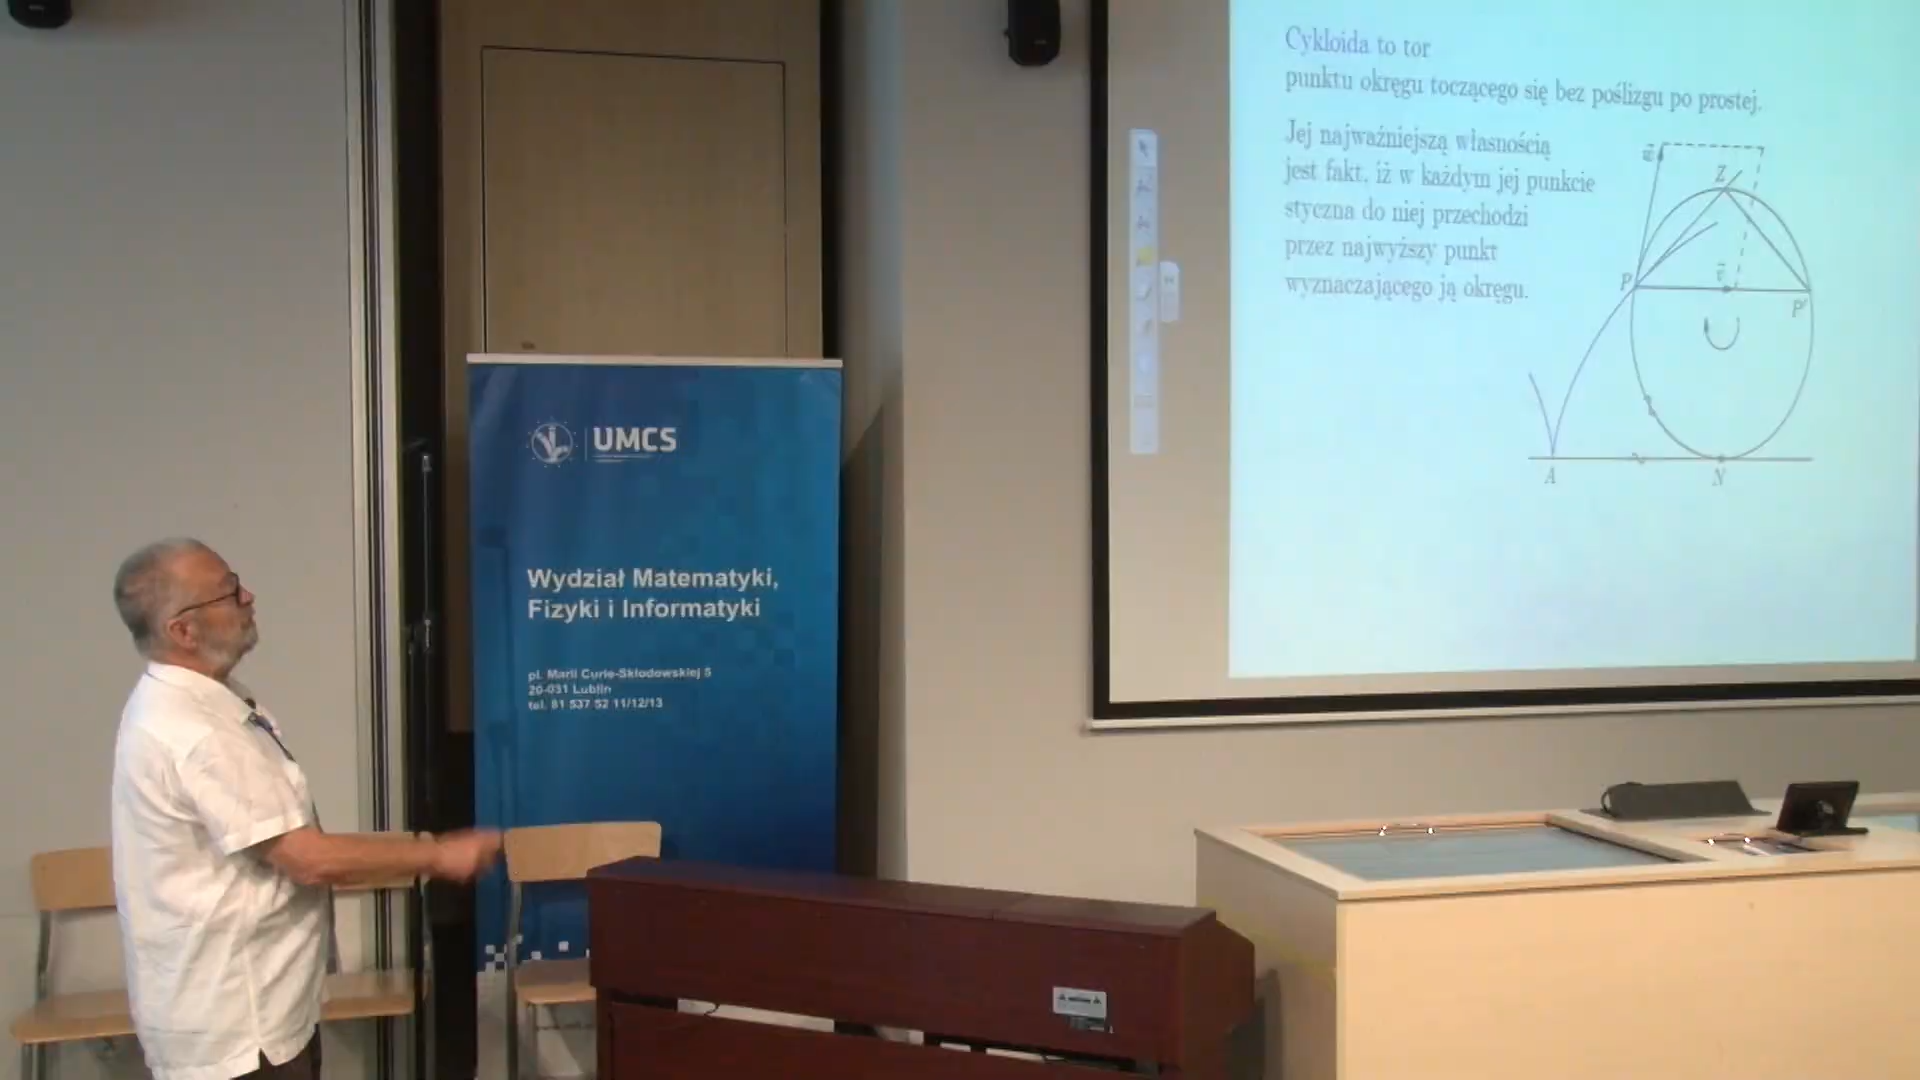 Cykloida to tor
punktu okręgu toczącego się bez poślizgu po prostej.
Jej najważniejszą własnością
jest fakt, iż w każdym jej punkcie
styczna do niej przechodzi
przez najwyższy punkt
wyznaczającego ją okręgu.
Z
P
P'
A
N
UMCS
Wydział Matematyki,
Fizyki i Informatyki
pl. Marii Curie-Skłodowskiej 5
20-031 Lublin
tel. 81 537 52 11/12/13